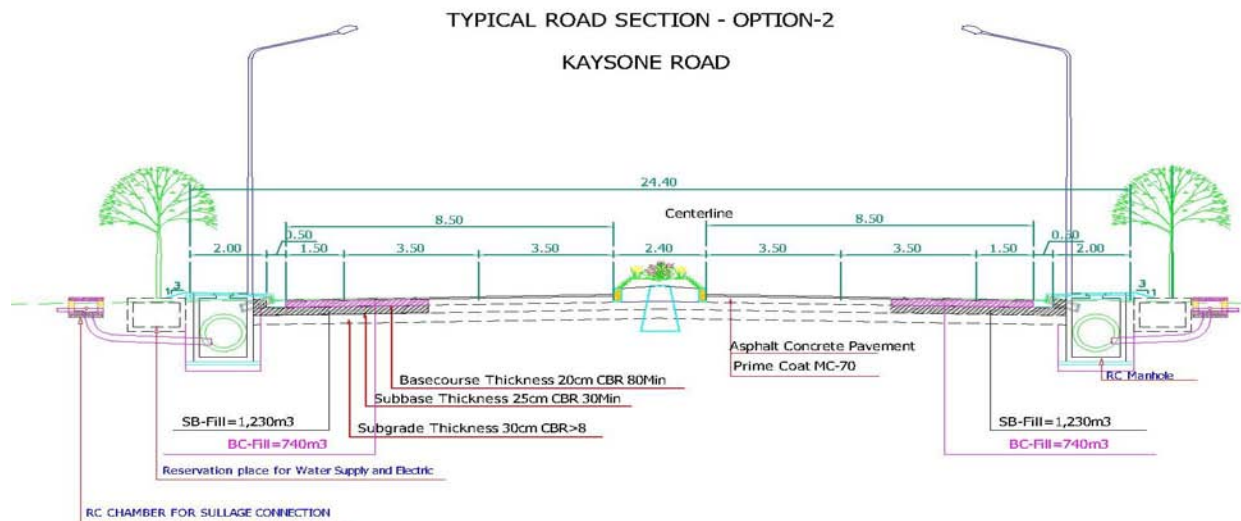 TYPICAL ROAD SECTION - OPTION-2
KAYSONE ROAD
24.40
8.50
Centerline
8.50
2.00
0.50
1.50
3.50
3.50
2.40
3.50
3.50
1.50
0.50
2.00
3
1
3
1
Asphalt Concrete Pavement
Prime Coat MC-70
RC Manhole
Basecourse Thickness 20cm CBR 80Min
Subbase Thickness 25cm CBR 30Min
SB-Fill=1,230m3
SB-Fill=1,230m3
Subgrade Thickness 30cm CBR>8
BC-Fill=740m3
BC-Fill=740m3
Reservation place for Water Supply and Electric
RC CHAMBER FOR SULLAGE CONNECTION